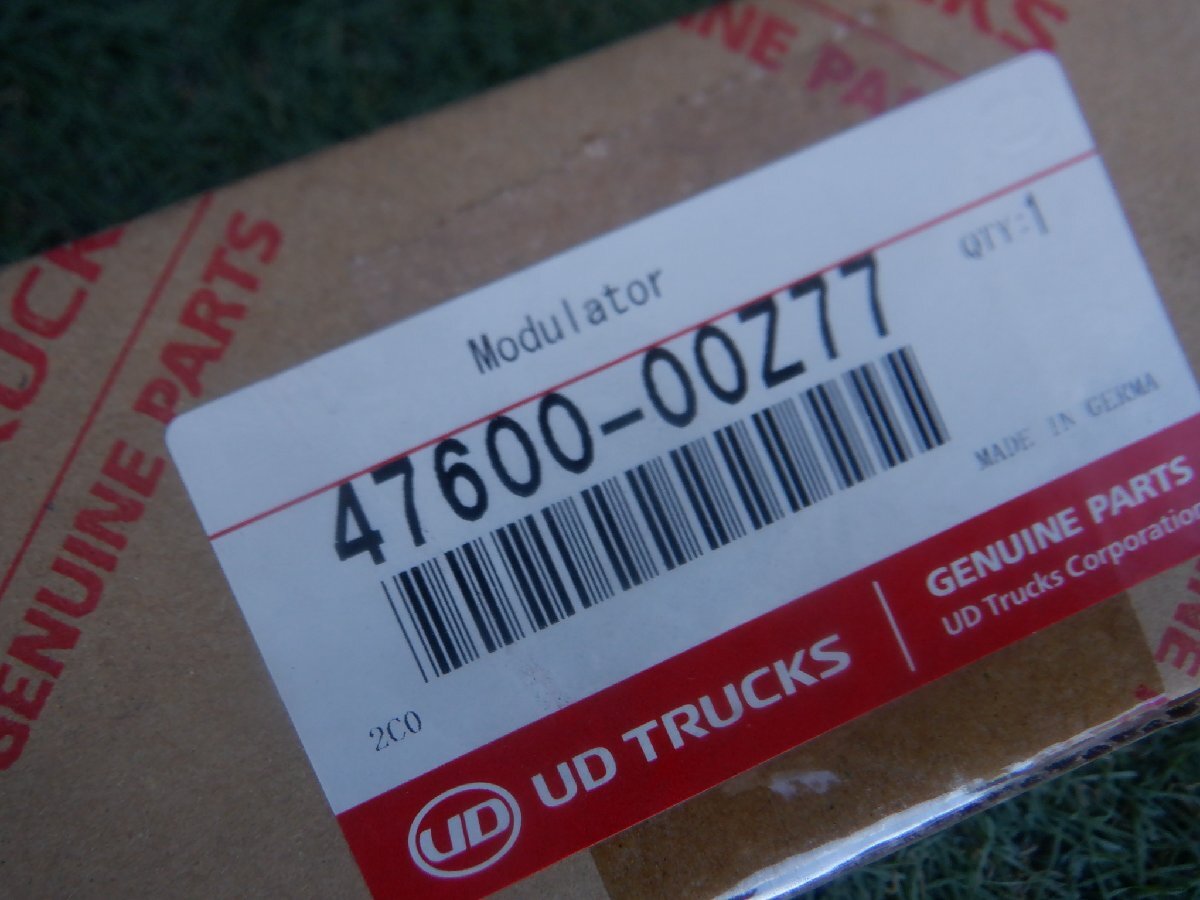 GENUINE PARTS
Modulator
QTY:1
47600-00Z77
MADE IN GERMA
2C0
UD UD TRUCKS
GENUINE PARTS
UD Trucks Corporation
GENUINE PARTS